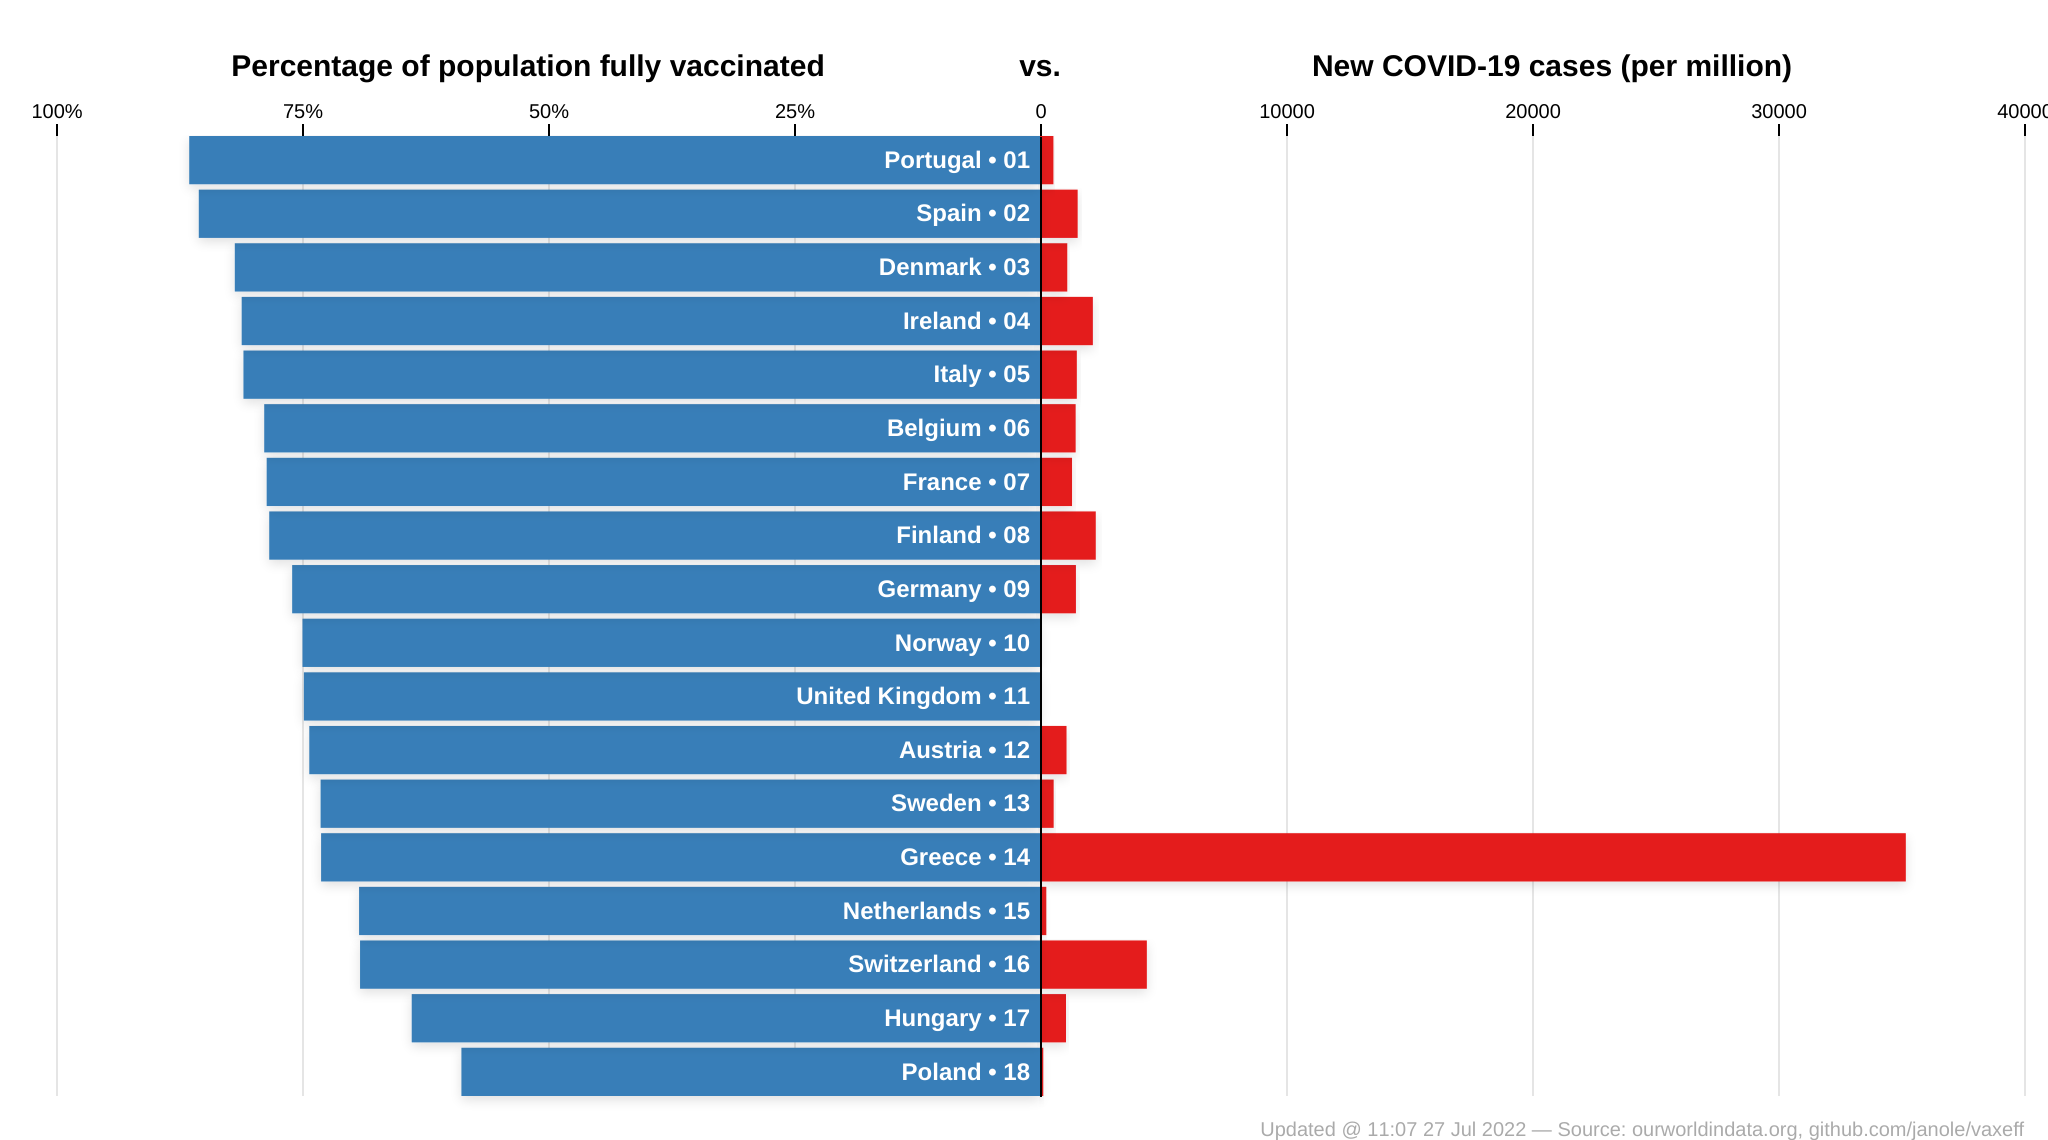 Percentage of population fully vaccinated vs. New COVID-19 cases (per million)
100% 75% 50% 25% 0 10000 20000 30000 40000
Portugal • 01
Spain • 02
Denmark • 03
Ireland • 04
Italy • 05
Belgium • 06
France • 07
Finland • 08
Germany • 09
Norway • 10
United Kingdom • 11
Austria • 12
Sweden • 13
Greece • 14
Netherlands • 15
Switzerland • 16
Hungary • 17
Poland • 18
Updated @ 11:07 27 Jul 2022 — Source: ourworldindata.org, github.com/janole/vaxeff